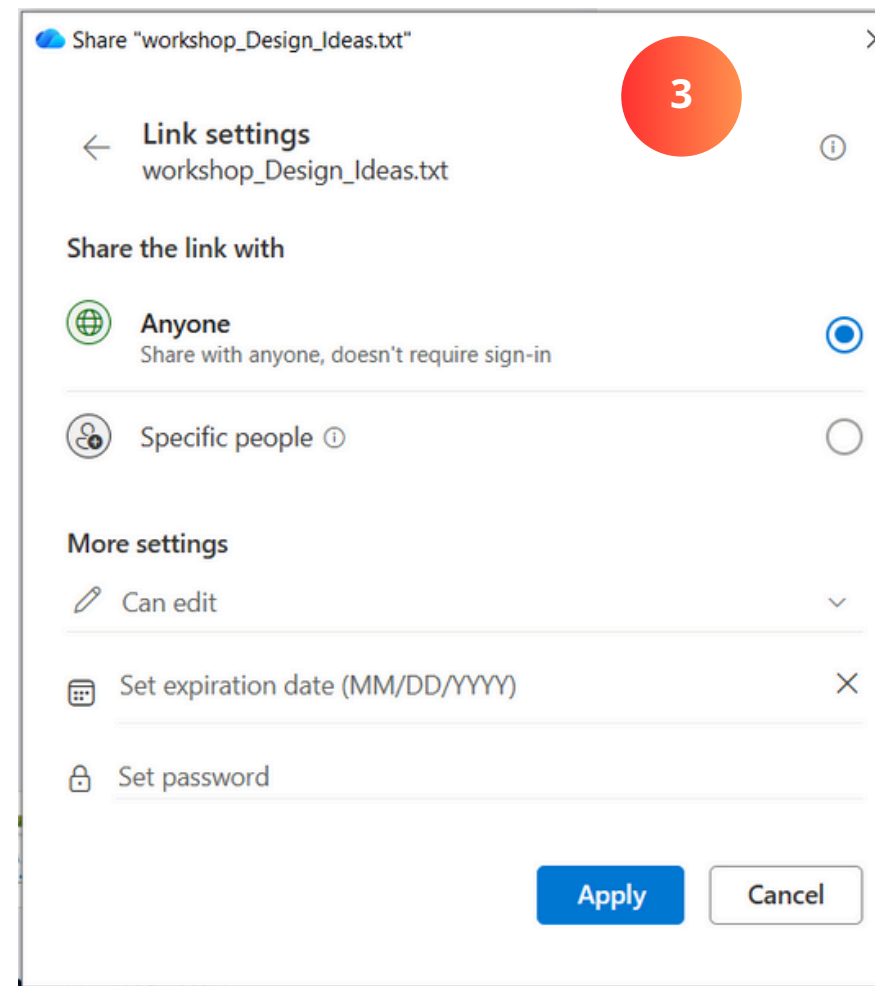 Share "workshop_Design_Ideas.txt"
3
Link settings
workshop_Design_Ideas.txt
Share the link with
Anyone
Share with anyone, doesn't require sign-in
Specific people
More settings
Can edit
Set expiration date (MM/DD/YYYY)
Set password
Apply Cancel